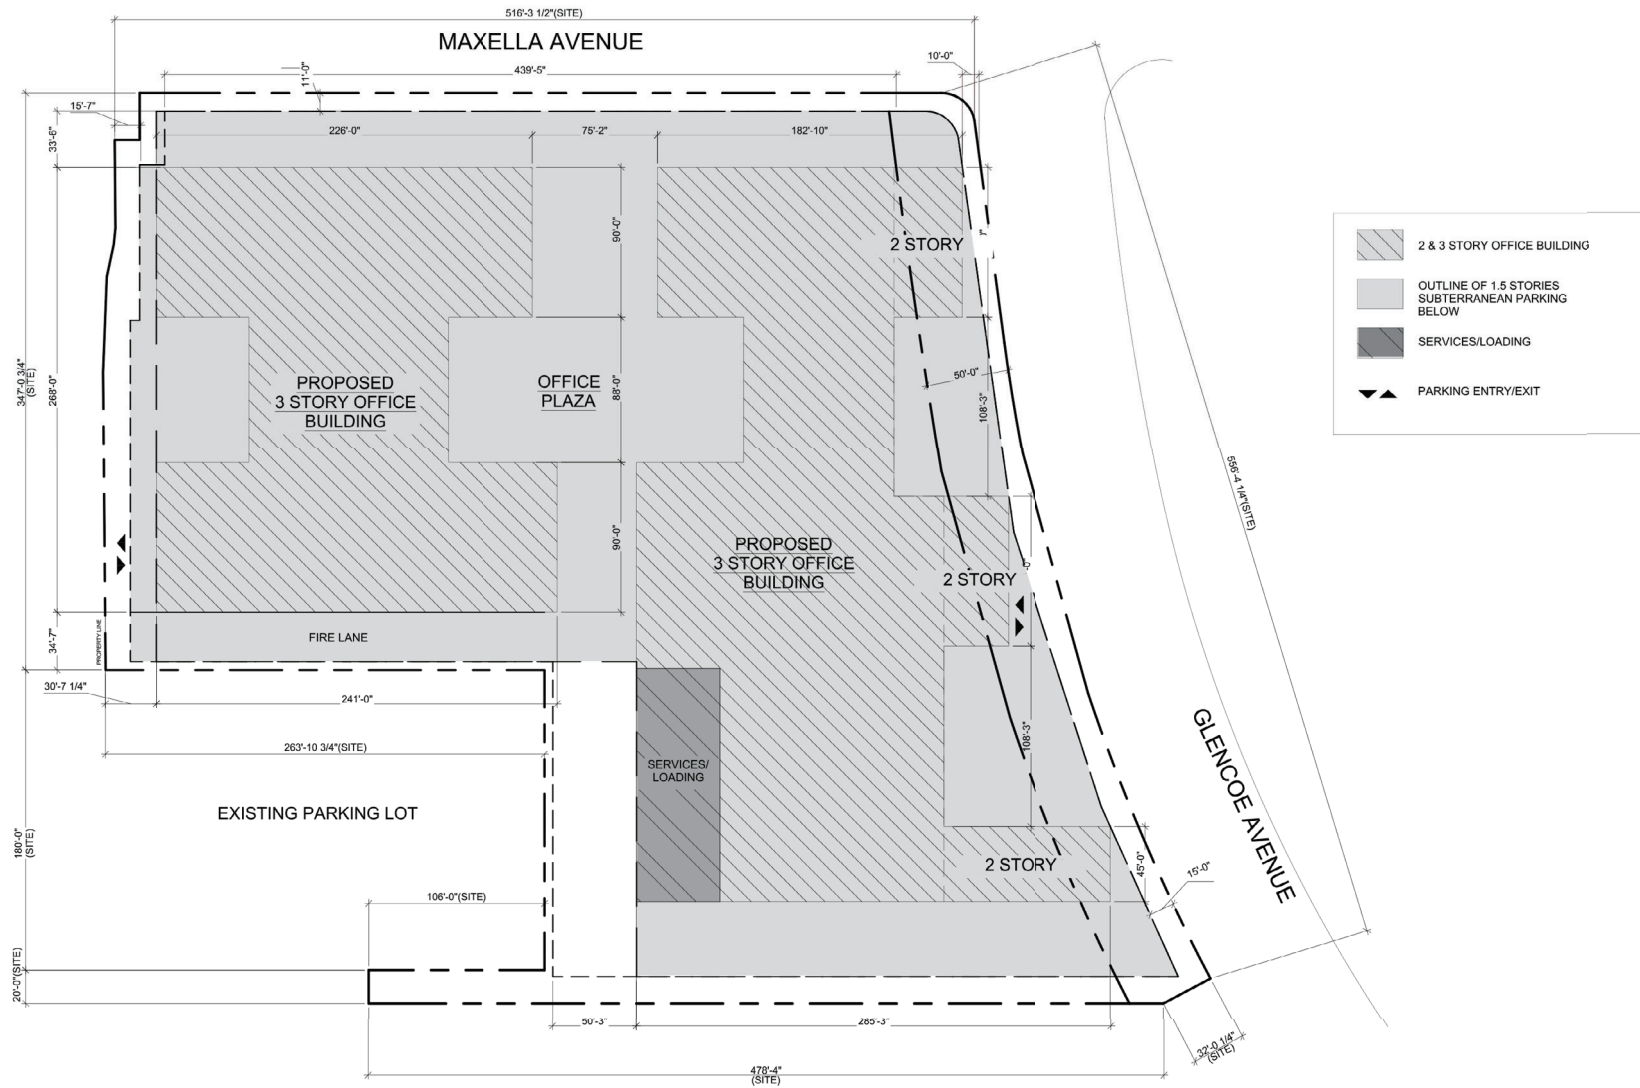 516'-3 1/2"(SITE)
MAXELLA AVENUE
10'-0"
439'-5"
11'-0"
15'-7"
33'-6"
226'-0"
75'-2"
182'-10"
90'-0"
2 STORY
2 & 3 STORY OFFICE BUILDING
OUTLINE OF 1.5 STORIES
SUBTERRANEAN PARKING
BELOW
SERVICES/LOADING
PARKING ENTRY/EXIT
347'-0 3/4"
(SITE)
268'-0"
PROPOSED
3 STORY OFFICE
BUILDING
OFFICE
PLAZA
88'-0"
50'-0"
108'-3"
556'-4 1/4"(SITE)
90'-0"
PROPOSED
3 STORY OFFICE
BUILDING
2 STORY
PROPERTY LINE
34'-7"
FIRE LANE
30'-7 1/4"
241'-0"
263'-10 3/4"(SITE)
108'-3"
SERVICES/
LOADING
GLENCOE AVENUE
EXISTING PARKING LOT
180'-0"
(SITE)
2 STORY
45'-0"
15'-0"
106'-0"(SITE)
20'-0"(SITE)
50'-3"
285'-3"
32'-0 1/4"
(SITE)
478'-4"
(SITE)